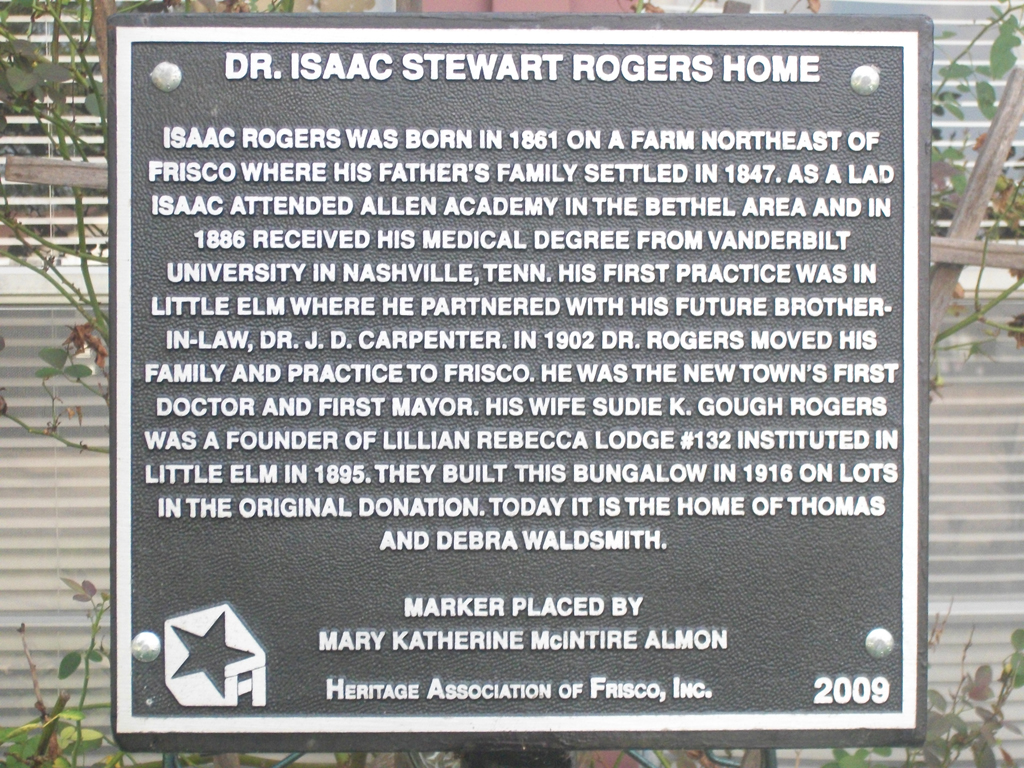 DR. ISAAC STEWART ROGERS HOME
ISAAC ROGERS WAS BORN IN 1861 ON A FARM NORTHEAST OF
FRISCO WHERE HIS FATHER'S FAMILY SETTLED IN 1847. AS A LAD
ISAAC ATTENDED ALLEN ACADEMY IN THE BETHEL AREA AND IN
1886 RECEIVED HIS MEDICAL DEGREE FROM VANDERBILT
UNIVERSITY IN NASHVILLE, TENN. HIS FIRST PRACTICE WAS IN
LITTLE ELM WHERE HE PARTNERED WITH HIS FUTURE BROTHER-
IN-LAW, DR. J. D. CARPENTER. IN 1902 DR. ROGERS MOVED HIS
FAMILY AND PRACTICE TO FRISCO. HE WAS THE NEW TOWN'S FIRST
DOCTOR AND FIRST MAYOR. HIS WIFE SUDIE K. GOUGH ROGERS
WAS A FOUNDER OF LILLIAN REBECCA LODGE #132 INSTITUTED IN
LITTLE ELM IN 1895. THEY BUILT THIS BUNGALOW IN 1916 ON LOTS
IN THE ORIGINAL DONATION. TODAY IT IS THE HOME OF THOMAS
AND DEBRA WALDSMITH.
MARKER PLACED BY
MARY KATHERINE McINTIRE ALMON
HERITAGE ASSOCIATION OF FRISCO, INC.
2009